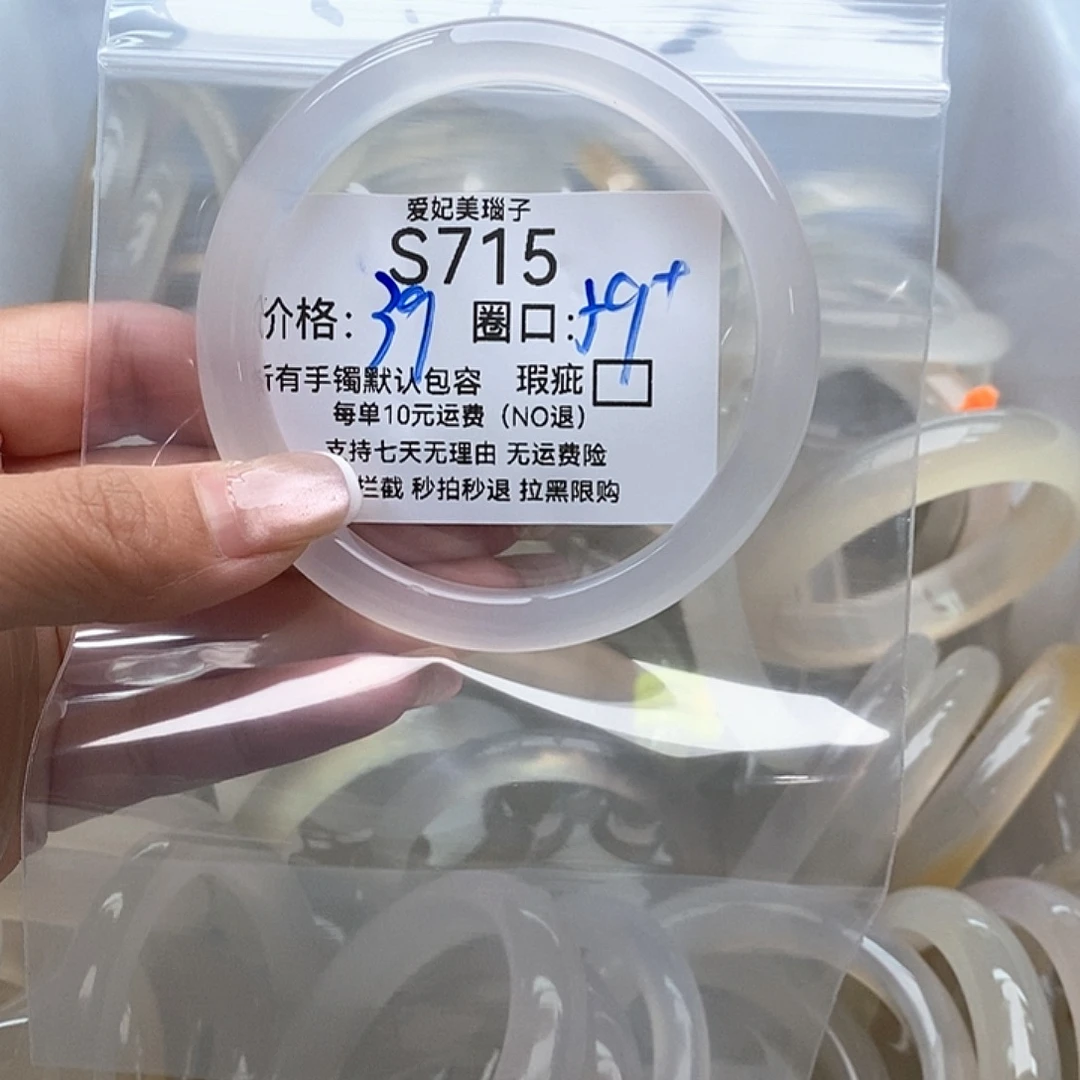 爱妃美瑙子
S715
价格: 39 圈口: 59+
所有手镯默认包容 瑕疵
每单10元运费（NO退）
支持七天无理由 无运费险
拦截 秒拍秒退 拉黑限购